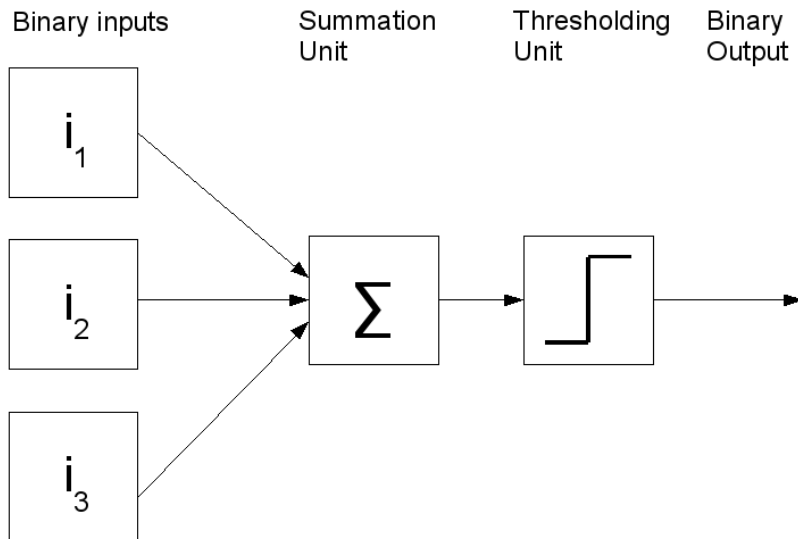 Binary inputs
Summation
Unit
Thresholding
Unit
Binary
Output
i1
i2
i3
Σ